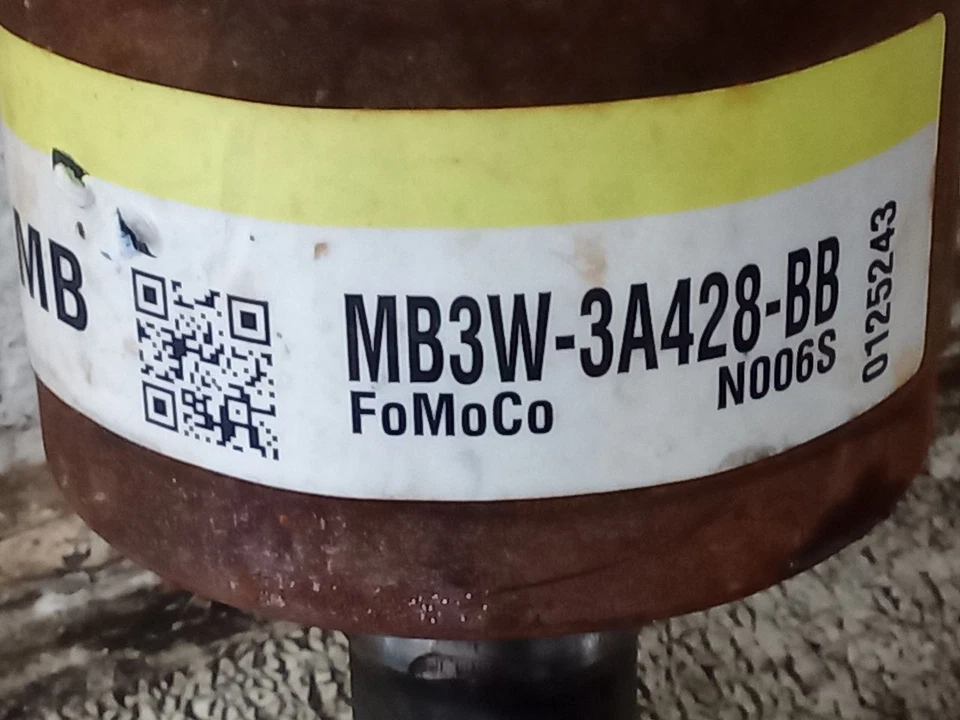 MB
MB3W-3A428-BB
FoMoCo
N006S
0125243